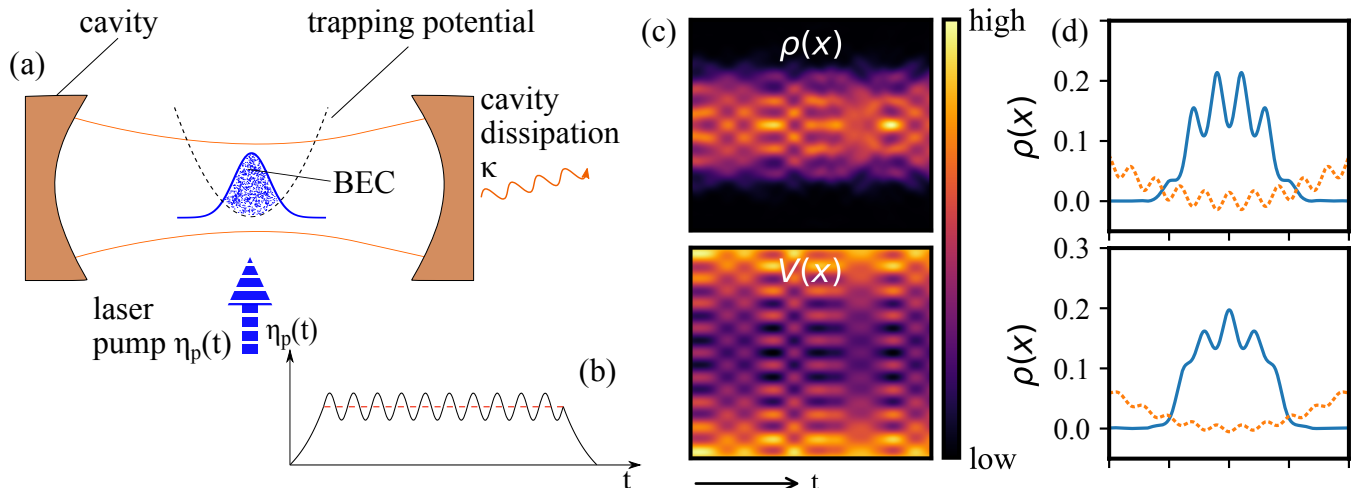 (a)
cavity
trapping potential
BEC
cavity
dissipation
κ
laser
pump ηₚ(t)
ηₚ(t)
(b)
t
(c)
ρ(x)
V(x)
high
low
t
(d)
0.2
0.1
0.0
ρ(x)
0.3
0.2
0.1
0.0
ρ(x)